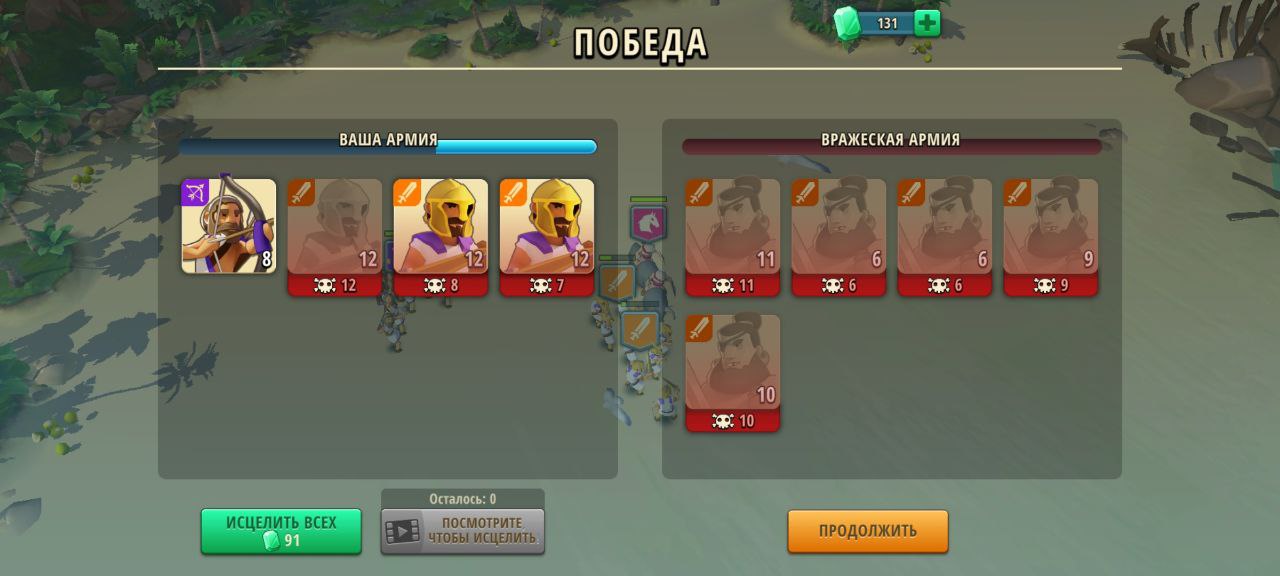 131
ПОБЕДА
ВАША АРМИЯ
ВРАЖЕСКАЯ АРМИЯ
8 12 12 12
12 8 7
11 6 6 9
11 6 6 9
10
10
Осталось: 0
ИСЦЕЛИТЬ ВСЕХ
91
ПОСМОТРИТЕ,
ЧТОБЫ ИСЦЕЛИТЬ.
ПРОДОЛЖИТЬ